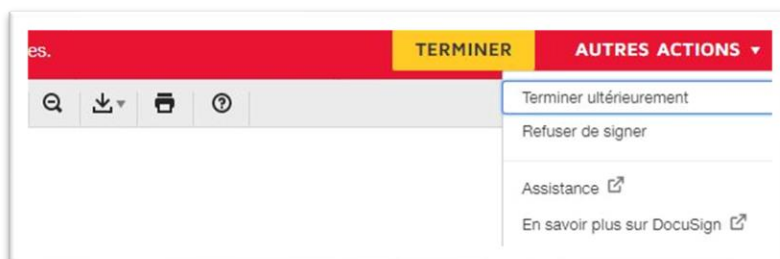 es.
TERMINER
AUTRES ACTIONS
Terminer ultérieurement
Refuser de signer
Assistance
En savoir plus sur DocuSign